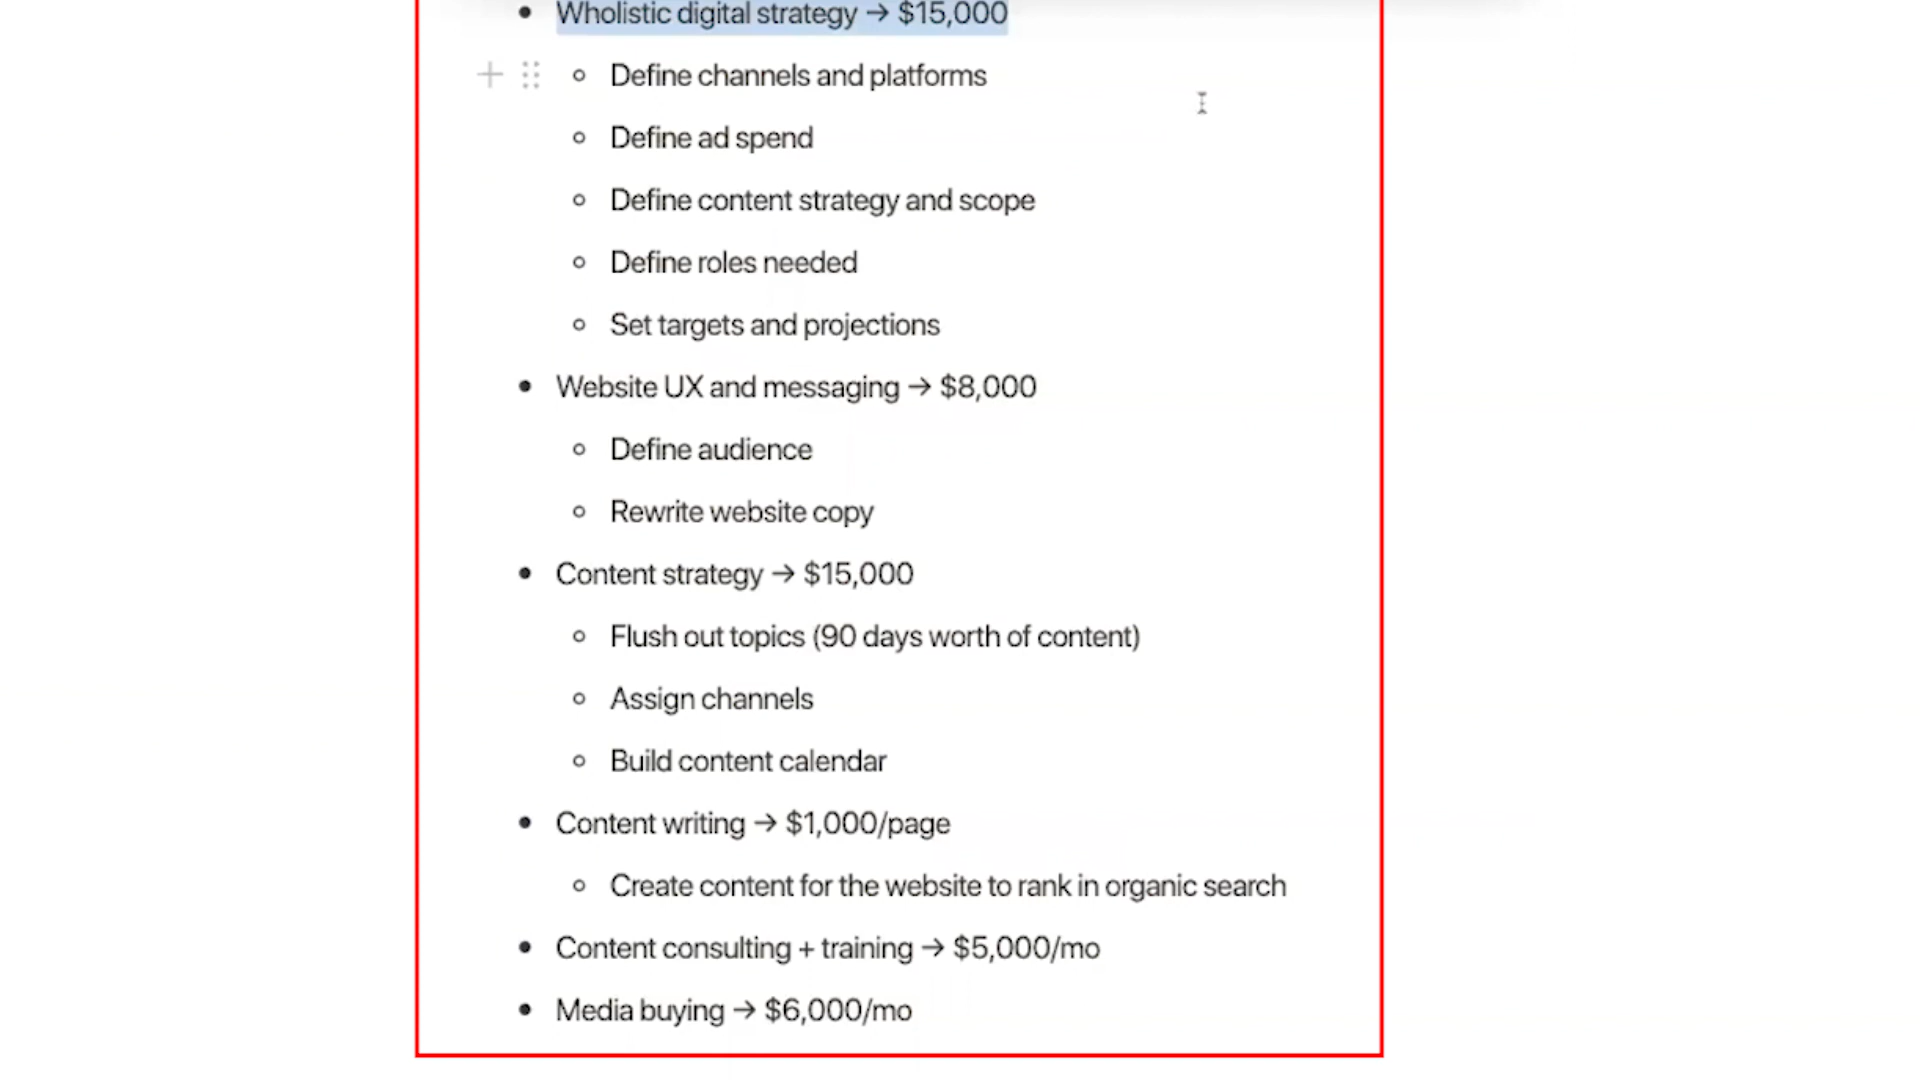 Wholistic digital strategy → $15,000
Define channels and platforms
Define ad spend
Define content strategy and scope
Define roles needed
Set targets and projections
Website UX and messaging → $8,000
Define audience
Rewrite website copy
Content strategy → $15,000
Flush out topics (90 days worth of content)
Assign channels
Build content calendar
Content writing → $1,000/page
Create content for the website to rank in organic search
Content consulting + training → $5,000/mo
Media buying → $6,000/mo